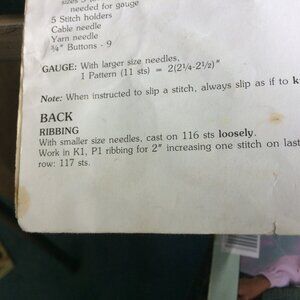 needed for gauge
5 Stitch holders
Cable needle
Yarn needle
¾" Buttons - 9
GAUGE: With larger size needles,
1 Pattern (11 sts) = 2(2¼-2½)"
Note: When instructed to slip a stitch, always slip as if to
BACK
RIBBING
With smaller size needles, cast on 116 sts loosely.
Work in K1, P1 ribbing for 2" increasing one stitch on last
row: 117 sts.